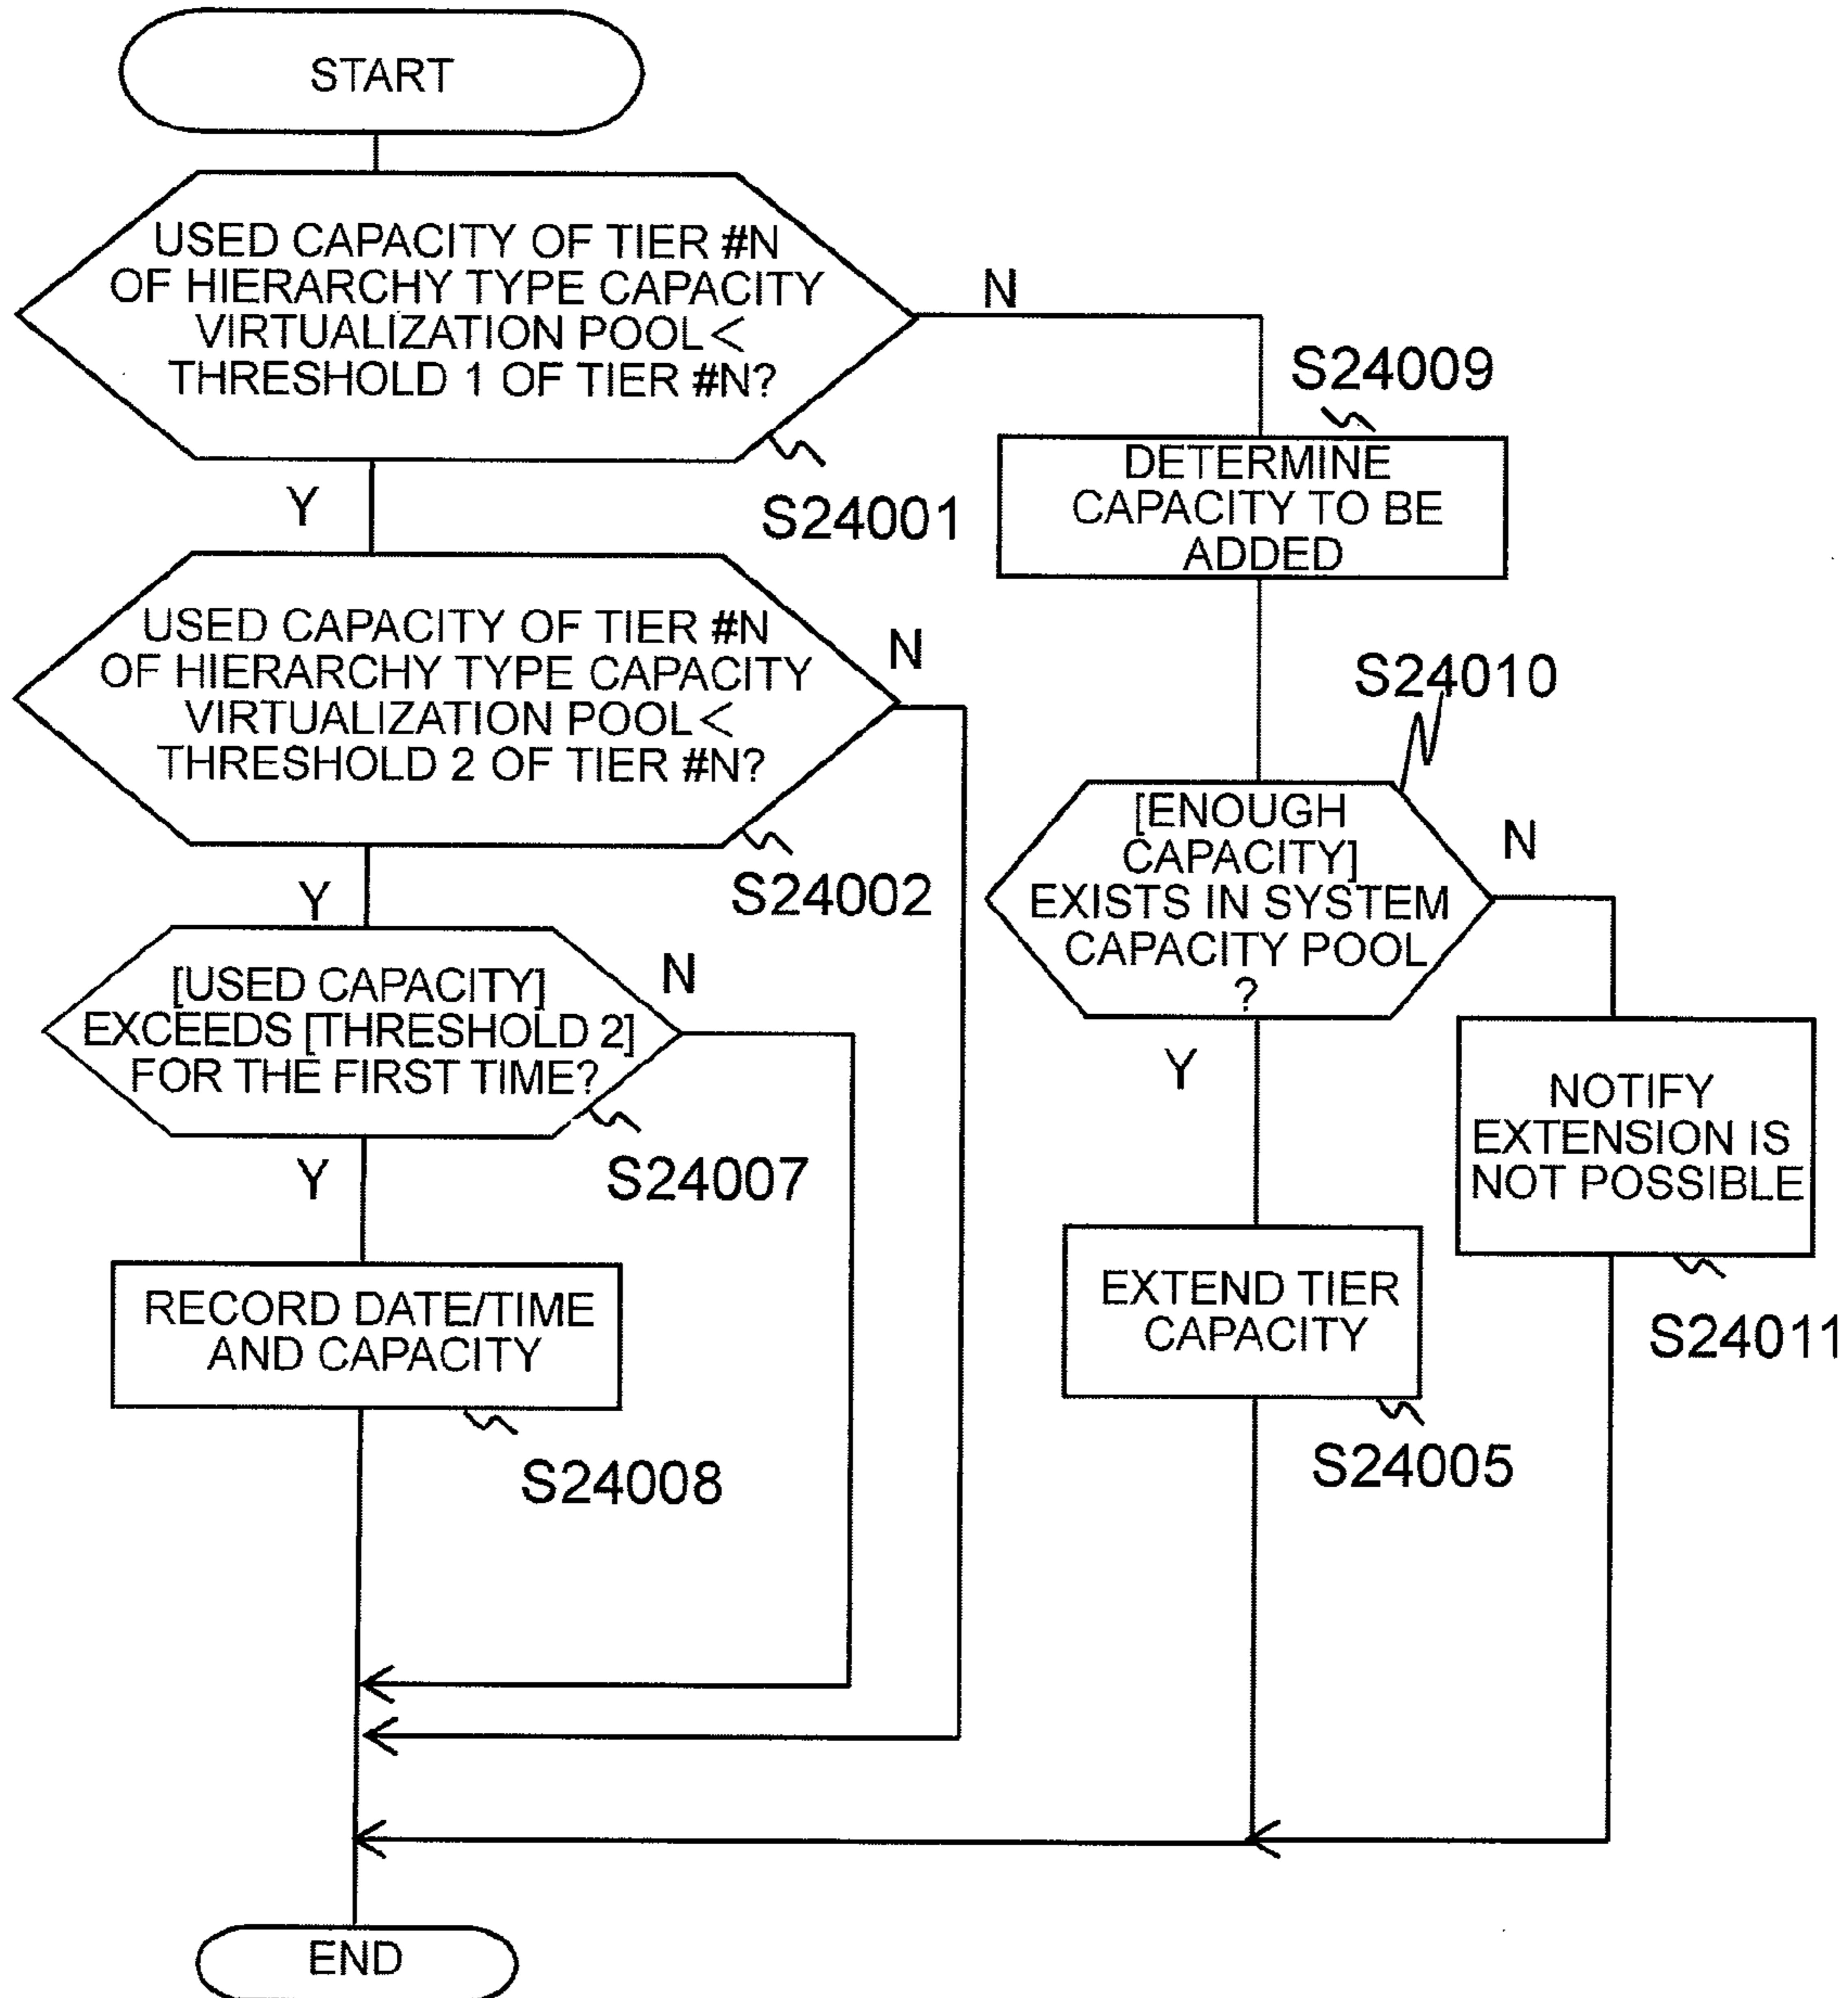 START
USED CAPACITY OF TIER #N
OF HIERARCHY TYPE CAPACITY
VIRTUALIZATION POOL<
THRESHOLD 1 OF TIER #N?
N
S24001
Y
S24009
DETERMINE
CAPACITY TO BE
ADDED
USED CAPACITY OF TIER #N
OF HIERARCHY TYPE CAPACITY
VIRTUALIZATION POOL<
THRESHOLD 2 OF TIER #N?
N
S24002
Y
S24010
[ENOUGH
CAPACITY]
EXISTS IN SYSTEM
CAPACITY POOL
?
N
Y
[USED CAPACITY]
EXCEEDS [THRESHOLD 2]
FOR THE FIRST TIME?
N
S24007
Y
NOTIFY
EXTENSION IS
NOT POSSIBLE
S24011
RECORD DATE/TIME
AND CAPACITY
S24008
EXTEND TIER
CAPACITY
S24005
END